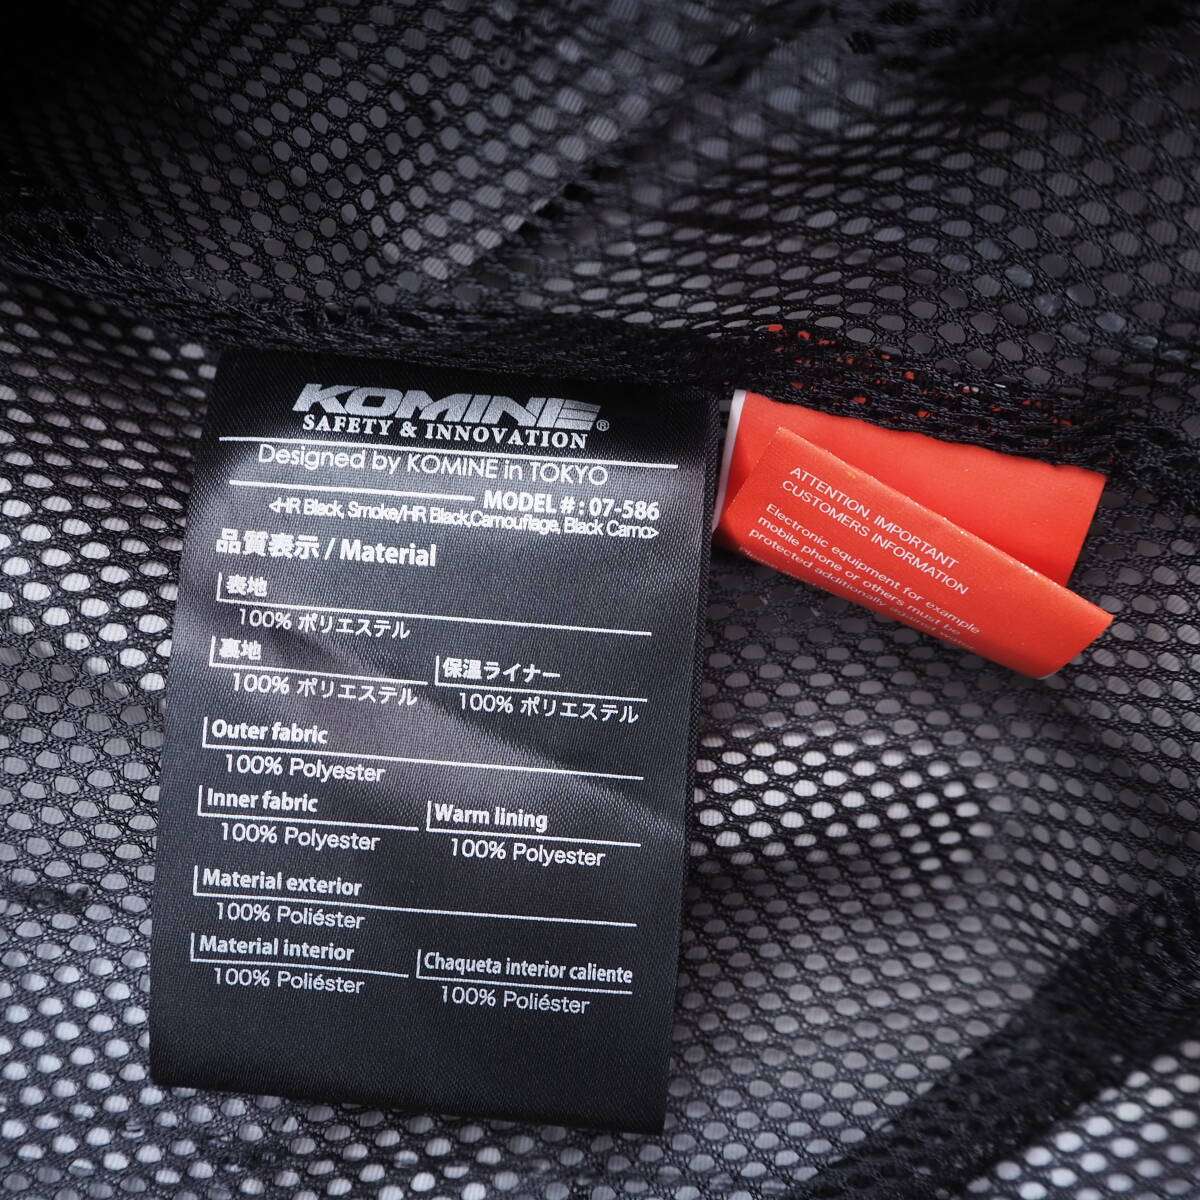 KOMINE®
SAFETY & INNOVATION
Designed by KOMINE in TOKYO
MODEL #: 07-586
<HR Black, Smoke/HR Black,Camouflage, Black Camo>
品質表示 / Material
表地
100% ポリエステル
裏地
100% ポリエステル
保温ライナー
100% ポリエステル
Outer fabric
100% Polyester
Inner fabric
100% Polyester
Warm lining
100% Polyester
Material exterior
100% Poliéster
Material interior
100% Poliéster
Chaqueta interior caliente
100% Poliéster
ATTENTION, IMPORTANT
CUSTOMERS INFORMATION
Electronic equipment for example
mobile phone or others must be
protected additionally against water